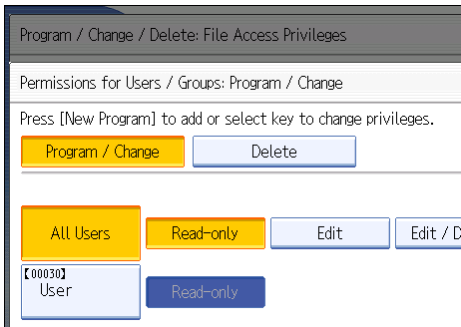 Program / Change / Delete: File Access Privileges
Permissions for Users / Groups: Program / Change
Press [New Program] to add or select key to change privileges.
Program / Change Delete
All Users Read-only Edit Edit / D
【00030】
User Read-only